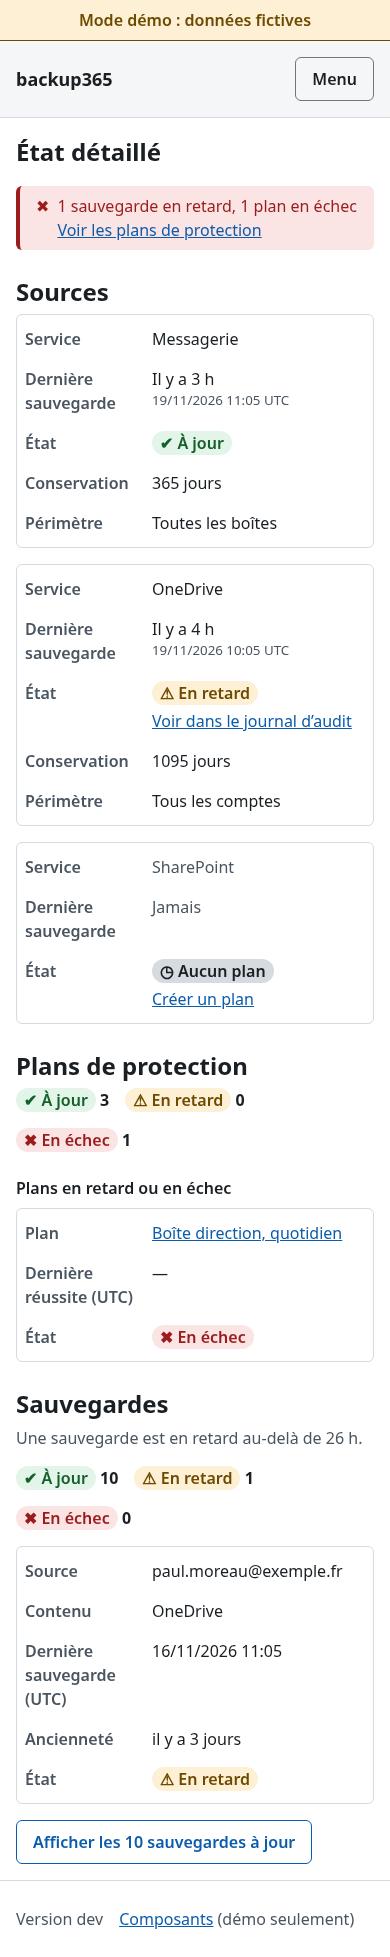 Mode démo : données fictives
backup365
Menu
État détaillé
✖ 1 sauvegarde en retard, 1 plan en échec
Voir les plans de protection
Sources
Service Messagerie
Dernière sauvegarde Il y a 3 h
19/11/2026 11:05 UTC
État ✔ À jour
Conservation 365 jours
Périmètre Toutes les boîtes
Service OneDrive
Dernière sauvegarde Il y a 4 h
19/11/2026 10:05 UTC
État ⚠ En retard
Voir dans le journal d’audit
Conservation 1095 jours
Périmètre Tous les comptes
Service SharePoint
Dernière sauvegarde Jamais
État ◷ Aucun plan
Créer un plan
Plans de protection
✔ À jour 3 ⚠ En retard 0
✖ En échec 1
Plans en retard ou en échec
Plan Boîte direction, quotidien
Dernière réussite (UTC) —
État ✖ En échec
Sauvegardes
Une sauvegarde est en retard au-delà de 26 h.
✔ À jour 10 ⚠ En retard 1
✖ En échec 0
Source paul.moreau@exemple.fr
Contenu OneDrive
Dernière sauvegarde (UTC) 16/11/2026 11:05
Ancienneté il y a 3 jours
État ⚠ En retard
Afficher les 10 sauvegardes à jour
Version dev Composants (démo seulement)